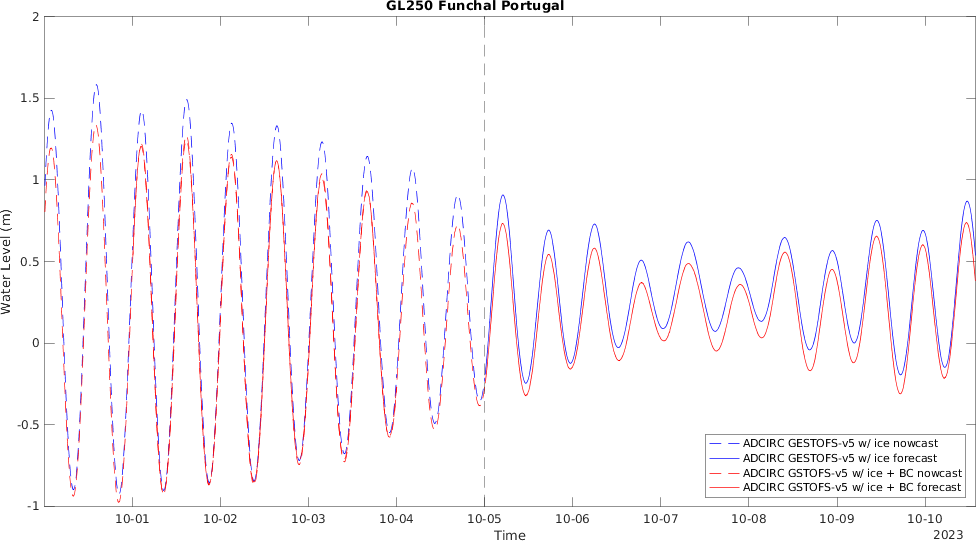 GL250 Funchal Portugal
2
1.5
1
0.5
0
-0.5
-1
Water Level (m)
10-01 10-02 10-03 10-04 10-05 10-06 10-07 10-08 10-09 10-10
Time
2023
ADCIRC GESTOFS-v5 w/ ice nowcast
ADCIRC GESTOFS-v5 w/ ice forecast
ADCIRC GSTOFS-v5 w/ ice + BC nowcast
ADCIRC GSTOFS-v5 w/ ice + BC forecast